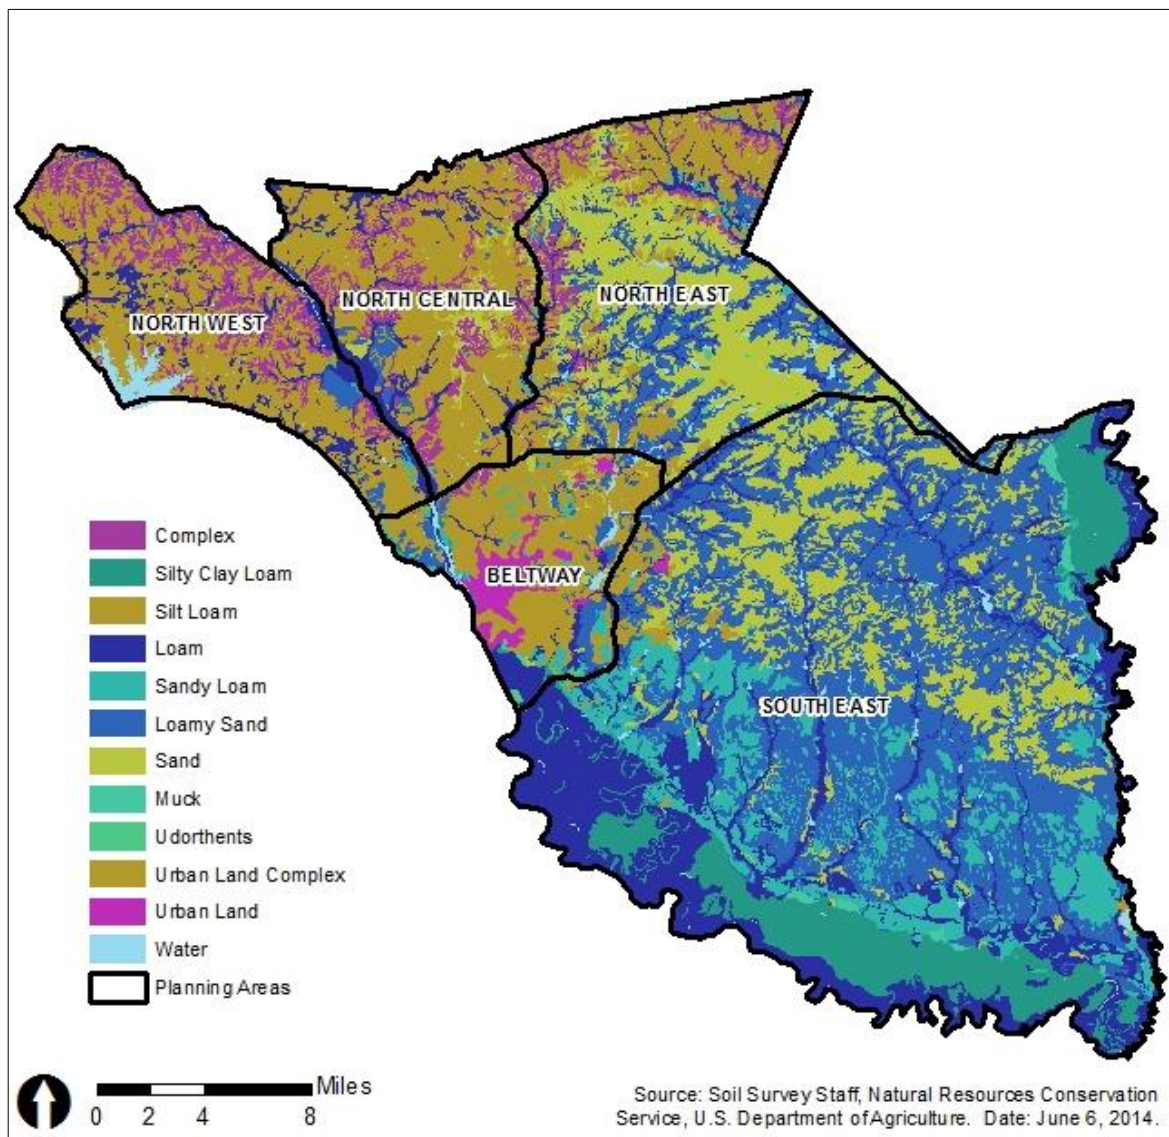 NORTH CENTRAL
NORTH EAST
NORTH WEST
BELTWAY
SOUTH EAST
Complex
Silty Clay Loam
Silt Loam
Loam
Sandy Loam
Loamy Sand
Sand
Muck
Udorthents
Urban Land Complex
Urban Land
Water
Planning Areas
Miles
0 2 4 8
Source: Soil Survey Staff, Natural Resources Conservation
Service, U.S. Department of Agriculture. Date: June 6, 2014.